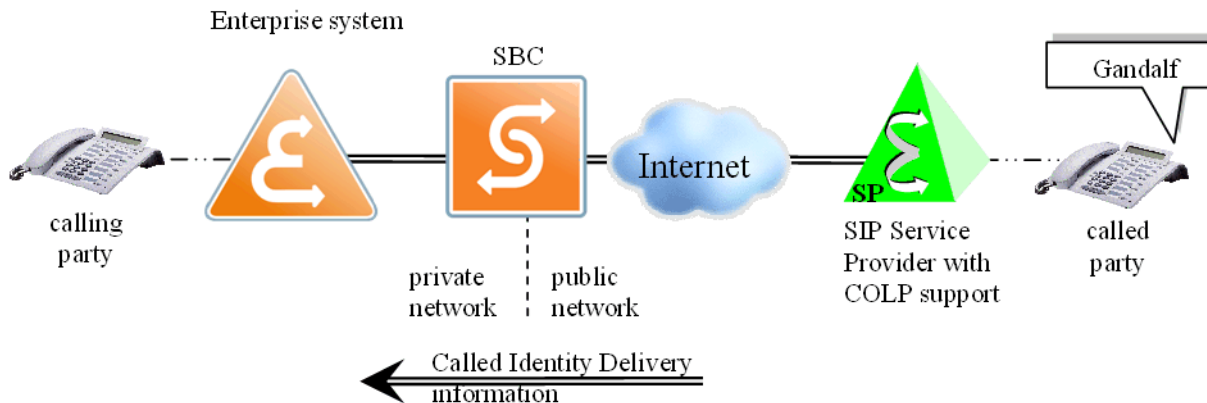 Enterprise system
SBC
Gandalf
Internet
SP
calling
party
SIP Service
Provider with
COLP support
called
party
private
network
public
network
Called Identity Delivery
information